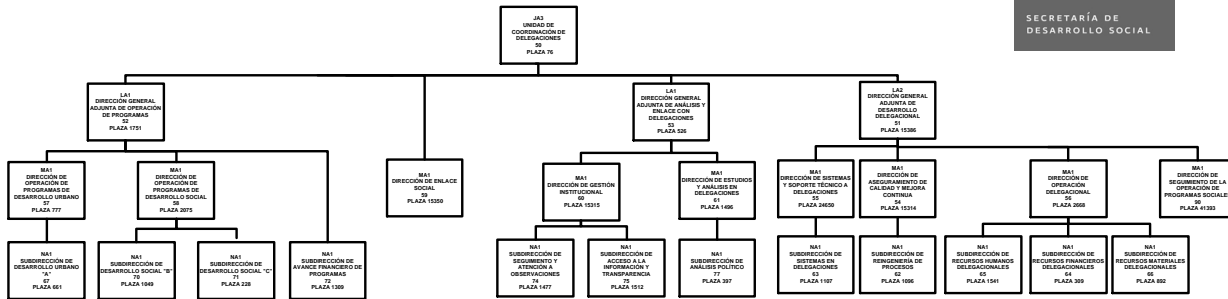 SECRETARÍA DE
DESARROLLO SOCIAL
JA3
UNIDAD DE
COORDINACIÓN DE
DELEGACIONES
50
PLAZA 76
LA1
DIRECCIÓN GENERAL
ADJUNTA DE OPERACIÓN
DE PROGRAMAS
52
PLAZA 1751
LA1
DIRECCIÓN GENERAL
ADJUNTA DE ANÁLISIS Y
ENLACE CON
DELEGACIONES
53
PLAZA 526
LA2
DIRECCIÓN GENERAL
ADJUNTA DE
DESARROLLO
DELEGACIONAL
51
PLAZA 15386
MA1
DIRECCIÓN DE
OPERACIÓN DE
PROGRAMAS DE
DESARROLLO URBANO
57
PLAZA 777
MA1
DIRECCIÓN DE
OPERACIÓN DE
PROGRAMAS DE
DESARROLLO SOCIAL
58
PLAZA 2075
MA1
DIRECCIÓN DE ENLACE
SOCIAL
59
PLAZA 15350
MA1
DIRECCIÓN DE GESTIÓN
INSTITUCIONAL
60
PLAZA 15315
MA1
DIRECCIÓN DE ESTUDIOS
Y ANÁLISIS EN
DELEGACIONES
61
PLAZA 1496
MA1
DIRECCIÓN DE SISTEMAS
Y SOPORTE TÉCNICO A
DELEGACIONES
55
PLAZA 24650
MA1
DIRECCIÓN DE
ASEGURAMIENTO DE
CALIDAD Y MEJORA
CONTINUA
54
PLAZA 15314
MA1
DIRECCIÓN DE
OPERACIÓN
DELEGACIONAL
56
PLAZA 2668
MA1
DIRECCIÓN DE
SEGUIMIENTO DE LA
OPERACIÓN DE
PROGRAMAS SOCIALES
90
PLAZA 41393
NA1
SUBDIRECCIÓN DE
DESARROLLO URBANO
"A"
67
PLAZA 661
NA1
SUBDIRECCIÓN DE
DESARROLLO SOCIAL "B"
70
PLAZA 1049
NA1
SUBDIRECCIÓN DE
DESARROLLO SOCIAL "C"
71
PLAZA 228
NA1
SUBDIRECCIÓN DE
AVANCE FINANCIERO DE
PROGRAMAS
72
PLAZA 1309
NA1
SUBDIRECCIÓN DE
SEGUIMIENTO Y
ATENCIÓN A
OBSERVACIONES
74
PLAZA 1477
NA1
SUBDIRECCIÓN DE
ACCESO A LA
INFORMACIÓN Y
TRANSPARENCIA
75
PLAZA 1512
NA1
SUBDIRECCIÓN DE
ANÁLISIS POLÍTICO
77
PLAZA 397
NA1
SUBDIRECCIÓN DE
SISTEMAS EN
DELEGACIONES
63
PLAZA 1107
NA1
SUBDIRECCIÓN DE
REINGENERÍA DE
PROCESOS
62
PLAZA 1096
NA1
SUBDIRECCIÓN DE
RECURSOS HUMANOS
DELEGACIONALES
65
PLAZA 1541
NA1
SUBDIRECCIÓN DE
RECURSOS FINANCIEROS
DELEGACIONALES
64
PLAZA 309
NA1
SUBDIRECCIÓN DE
RECURSOS MATERIALES
DELEGACIONALES
66
PLAZA 892